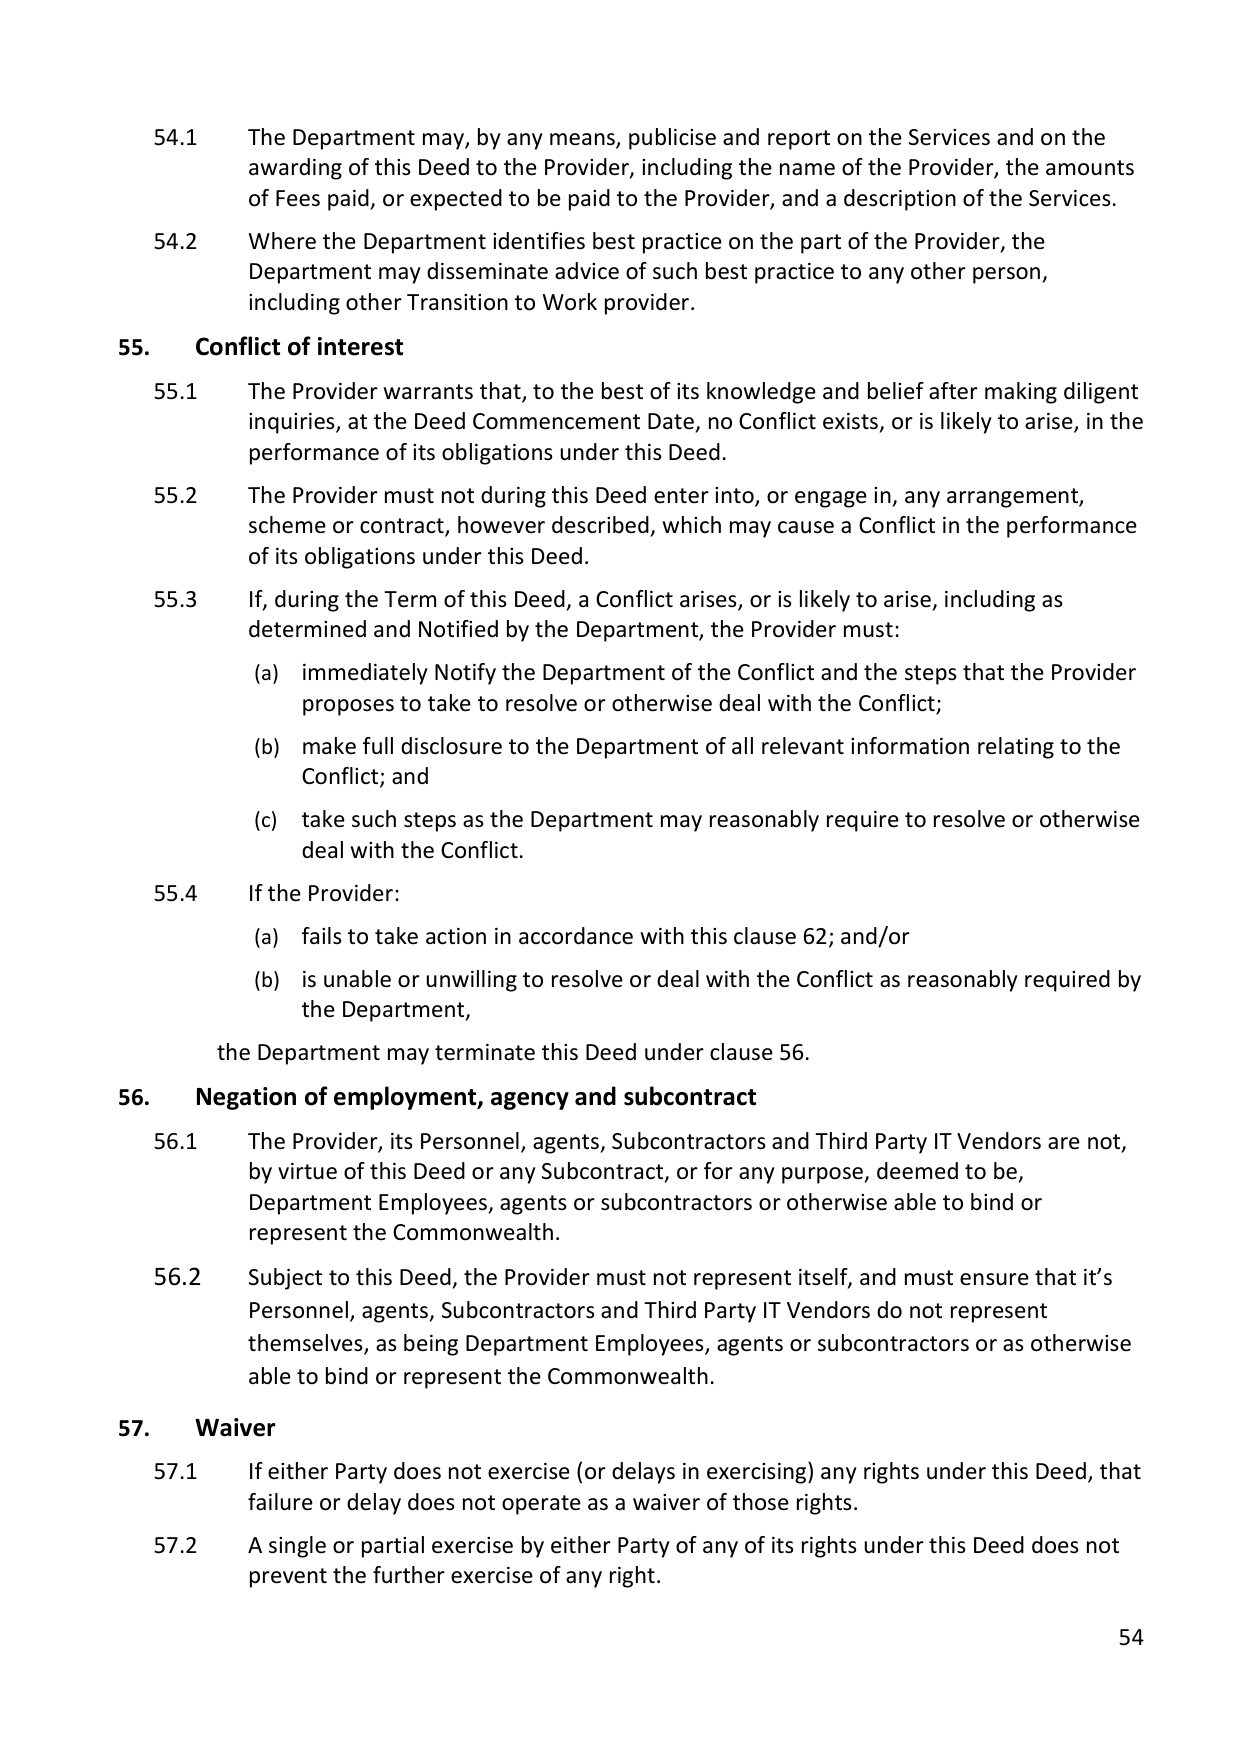 54.1 The Department may, by any means, publicise and report on the Services and on the
awarding of this Deed to the Provider, including the name of the Provider, the amounts
of Fees paid, or expected to be paid to the Provider, and a description of the Services.
54.2 Where the Department identifies best practice on the part of the Provider, the
Department may disseminate advice of such best practice to any other person,
including other Transition to Work provider.
55. Conflict of interest
55.1 The Provider warrants that, to the best of its knowledge and belief after making diligent
inquiries, at the Deed Commencement Date, no Conflict exists, or is likely to arise, in the
performance of its obligations under this Deed.
55.2 The Provider must not during this Deed enter into, or engage in, any arrangement,
scheme or contract, however described, which may cause a Conflict in the performance
of its obligations under this Deed.
55.3 If, during the Term of this Deed, a Conflict arises, or is likely to arise, including as
determined and Notified by the Department, the Provider must:
(a) immediately Notify the Department of the Conflict and the steps that the Provider
proposes to take to resolve or otherwise deal with the Conflict;
(b) make full disclosure to the Department of all relevant information relating to the
Conflict; and
(c) take such steps as the Department may reasonably require to resolve or otherwise
deal with the Conflict.
55.4 If the Provider:
(a) fails to take action in accordance with this clause 62; and/or
(b) is unable or unwilling to resolve or deal with the Conflict as reasonably required by
the Department,
the Department may terminate this Deed under clause 56.
56. Negation of employment, agency and subcontract
56.1 The Provider, its Personnel, agents, Subcontractors and Third Party IT Vendors are not,
by virtue of this Deed or any Subcontract, or for any purpose, deemed to be,
Department Employees, agents or subcontractors or otherwise able to bind or
represent the Commonwealth.
56.2 Subject to this Deed, the Provider must not represent itself, and must ensure that it’s
Personnel, agents, Subcontractors and Third Party IT Vendors do not represent
themselves, as being Department Employees, agents or subcontractors or as otherwise
able to bind or represent the Commonwealth.
57. Waiver
57.1 If either Party does not exercise (or delays in exercising) any rights under this Deed, that
failure or delay does not operate as a waiver of those rights.
57.2 A single or partial exercise by either Party of any of its rights under this Deed does not
prevent the further exercise of any right.
54